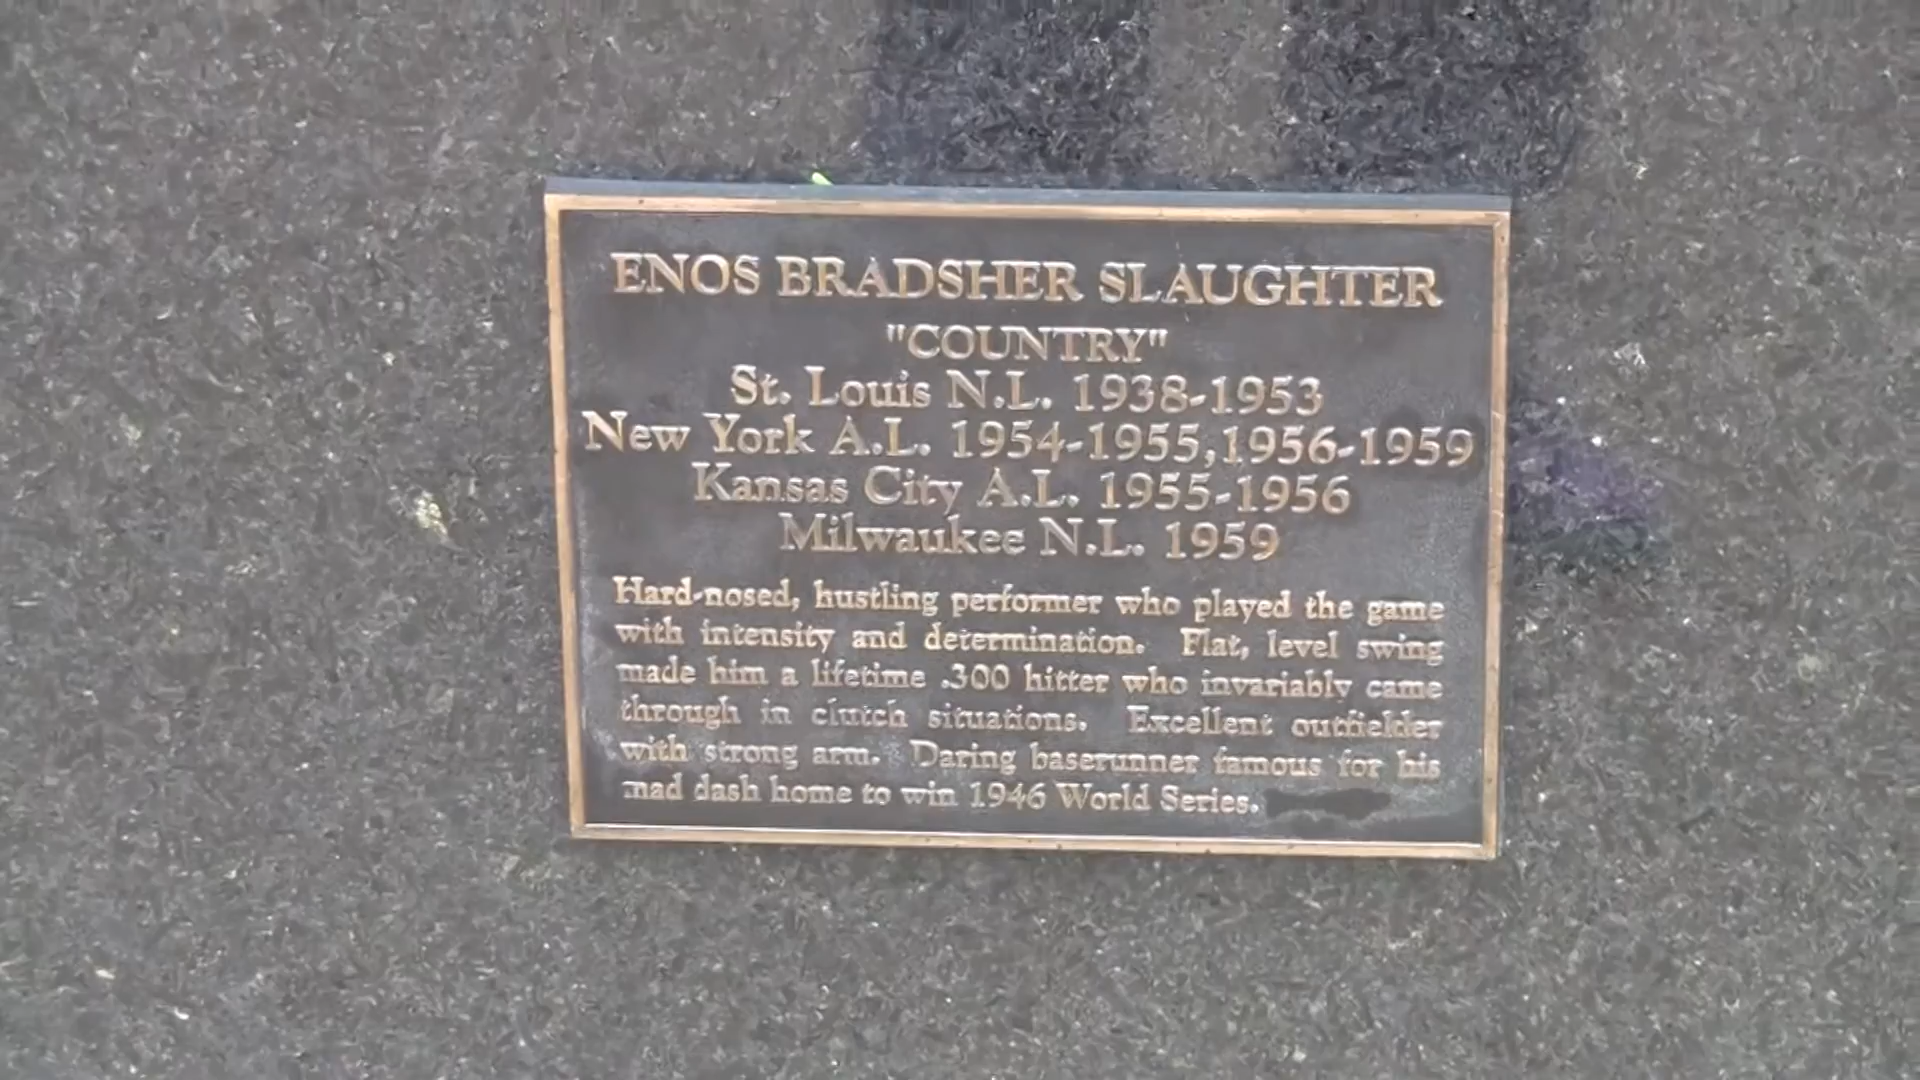 ENOS BRADSHER SLAUGHTER
"COUNTRY"
St. Louis N.L. 1938-1953
New York A.L. 1954-1955,1956-1959
Kansas City A.L. 1955-1956
Milwaukee N.L. 1959
Hard-nosed, hustling performer who played the game
with intensity and determination. Flat, level swing
made him a lifetime .300 hitter who invariably came
through in clutch situations. Excellent outfielder
with strong arm. Daring baserunner famous for his
mad dash home to win 1946 World Series.